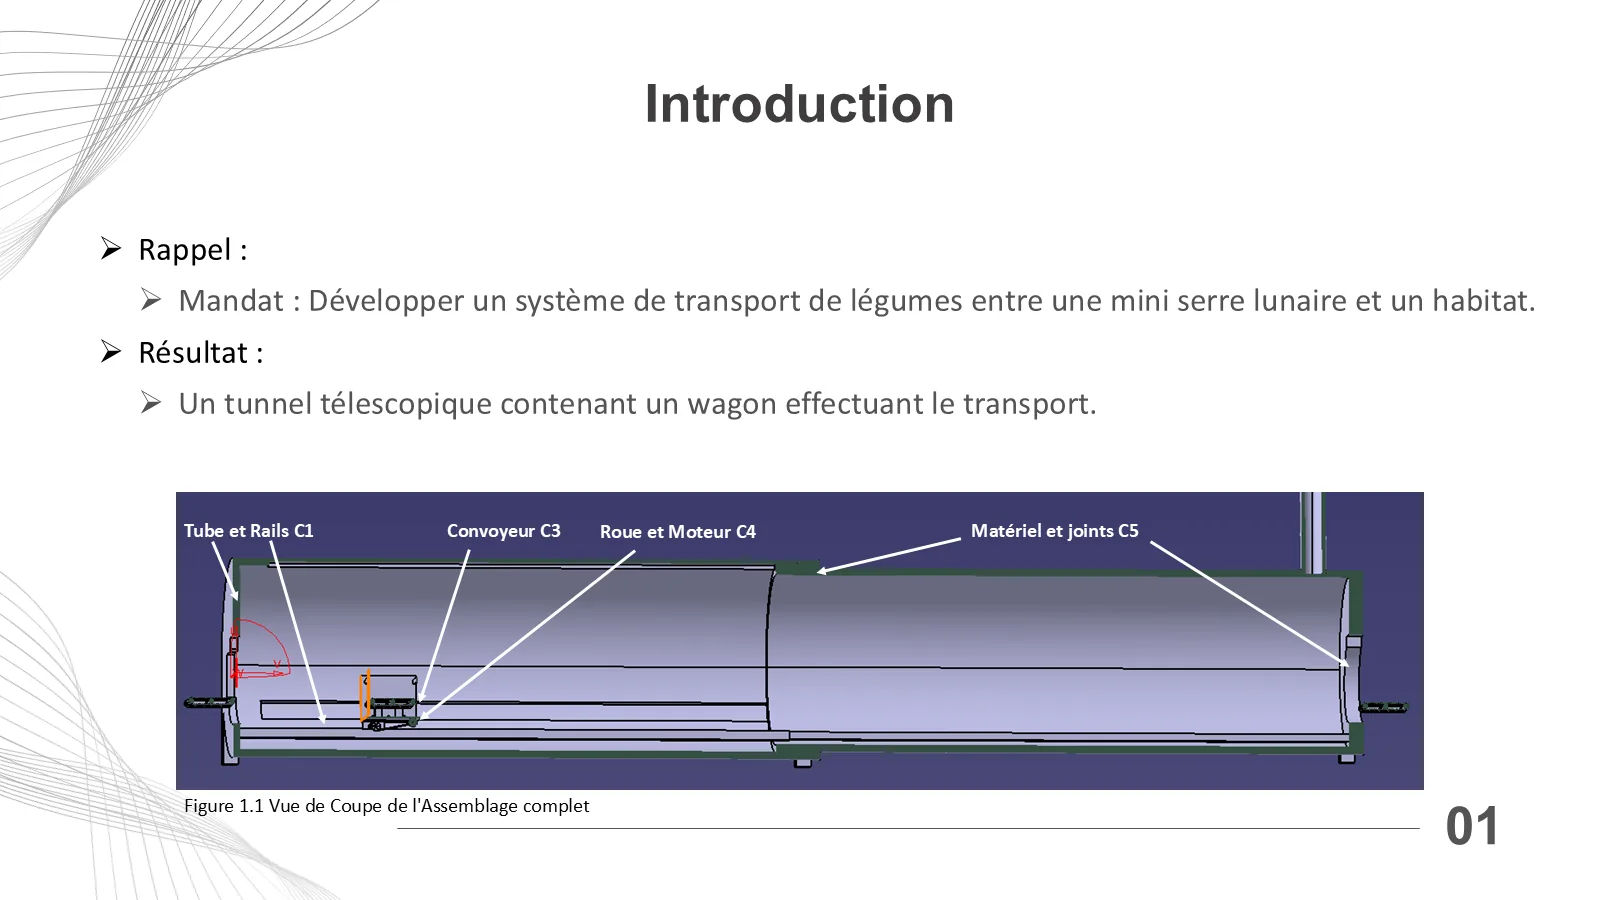 Introduction
Rappel :
Mandat : Développer un système de transport de légumes entre une mini serre lunaire et un habitat.
Résultat :
Un tunnel télescopique contenant un wagon effectuant le transport.
Tube et Rails C1
Convoyeur C3
Roue et Moteur C4
Matériel et joints C5
Figure 1.1 Vue de Coupe de l'Assemblage complet
01